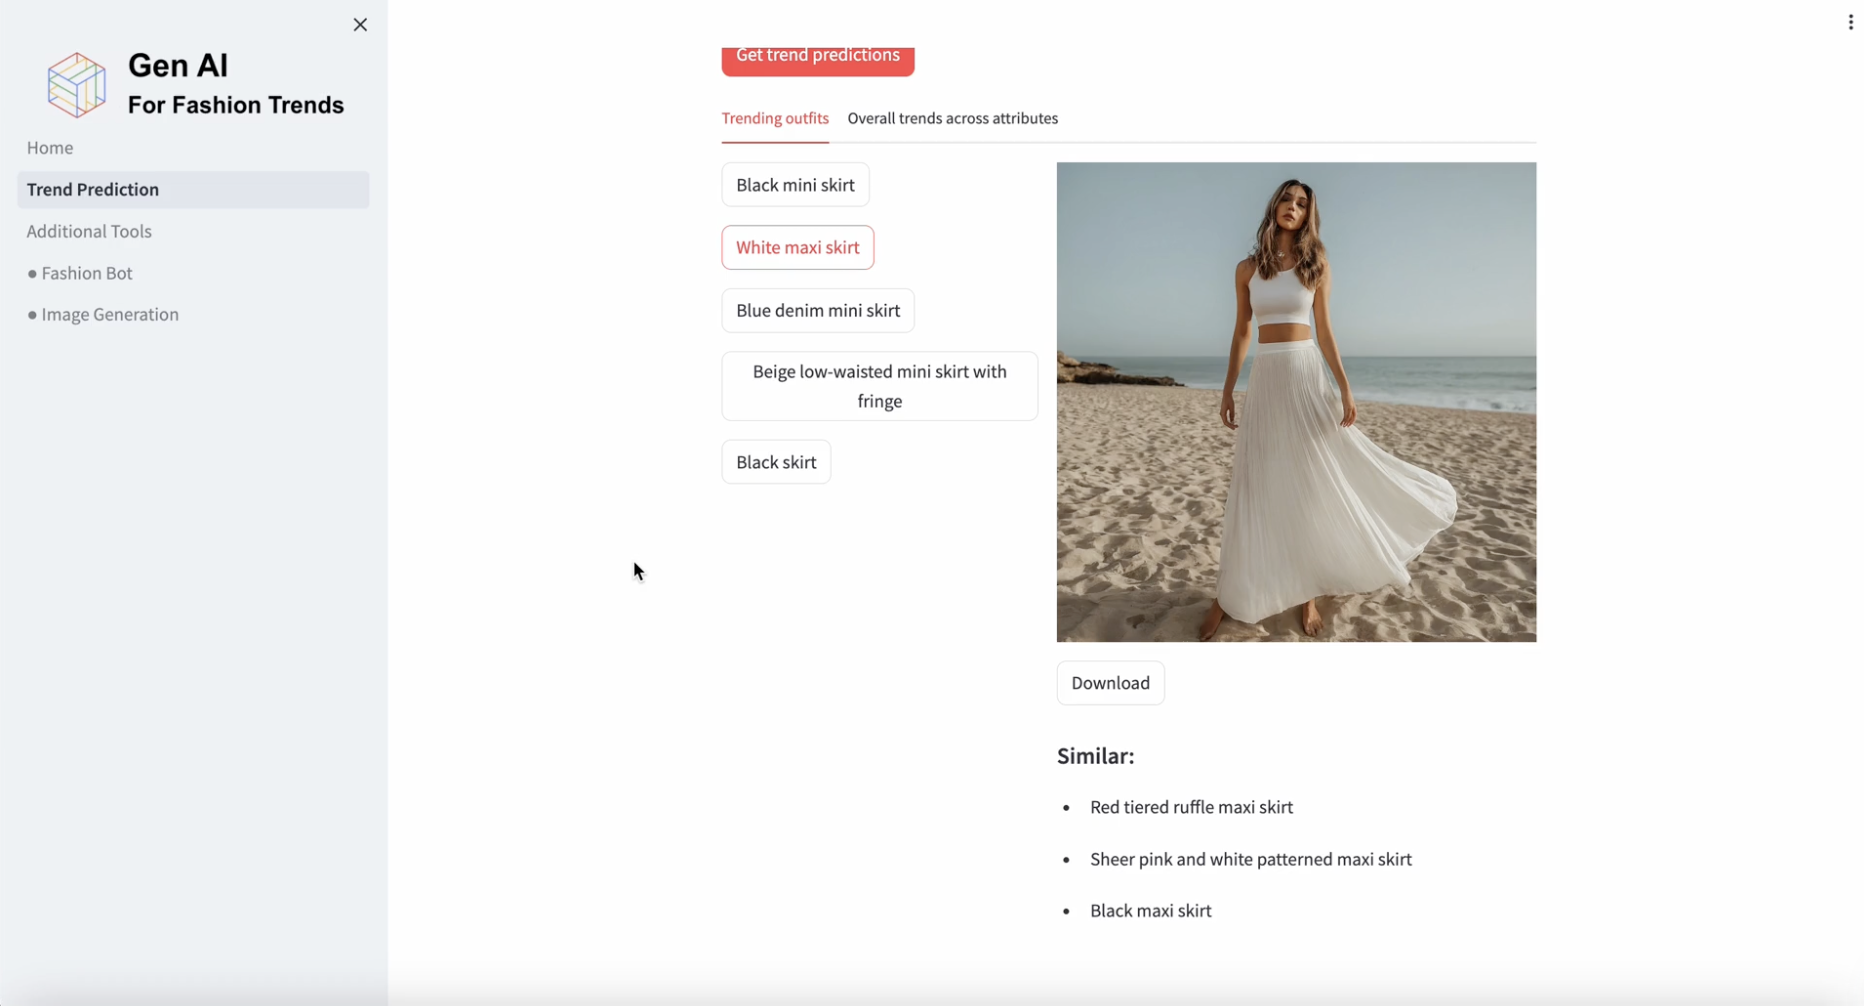 Gen AI
For Fashion Trends
Home
Trend Prediction
Additional Tools
● Fashion Bot
● Image Generation
Get trend predictions
Trending outfits
Overall trends across attributes
Black mini skirt
White maxi skirt
Blue denim mini skirt
Beige low-waisted mini skirt with
fringe
Black skirt
Download
Similar:
• Red tiered ruffle maxi skirt
• Sheer pink and white patterned maxi skirt
• Black maxi skirt